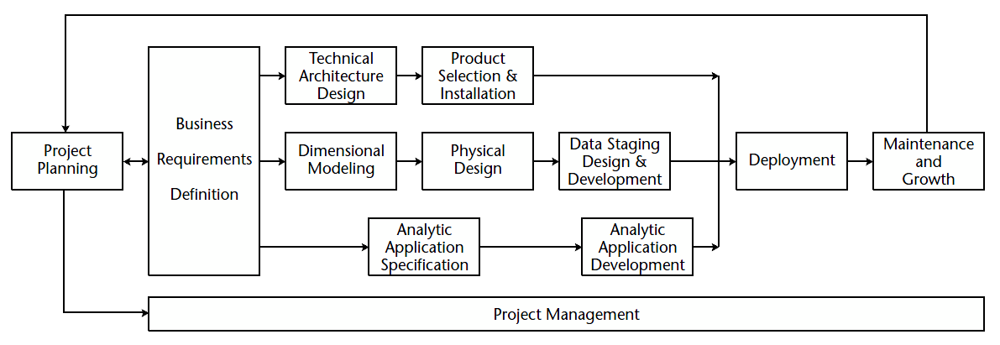 Technical
Architecture
Design
Product
Selection &
Installation
Business
Requirements
Definition
Project
Planning
Dimensional
Modeling
Physical
Design
Data Staging
Design &
Development
Deployment
Maintenance
and
Growth
Analytic
Application
Specification
Analytic
Application
Development
Project Management